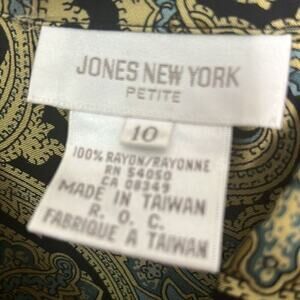 JONES NEW YORK
PETITE
10
100% RAYON/RAYONNE
RN 54050
CA 08349
MADE IN TAIWAN
R. O. C.
FABRIQUE A TAIWAN